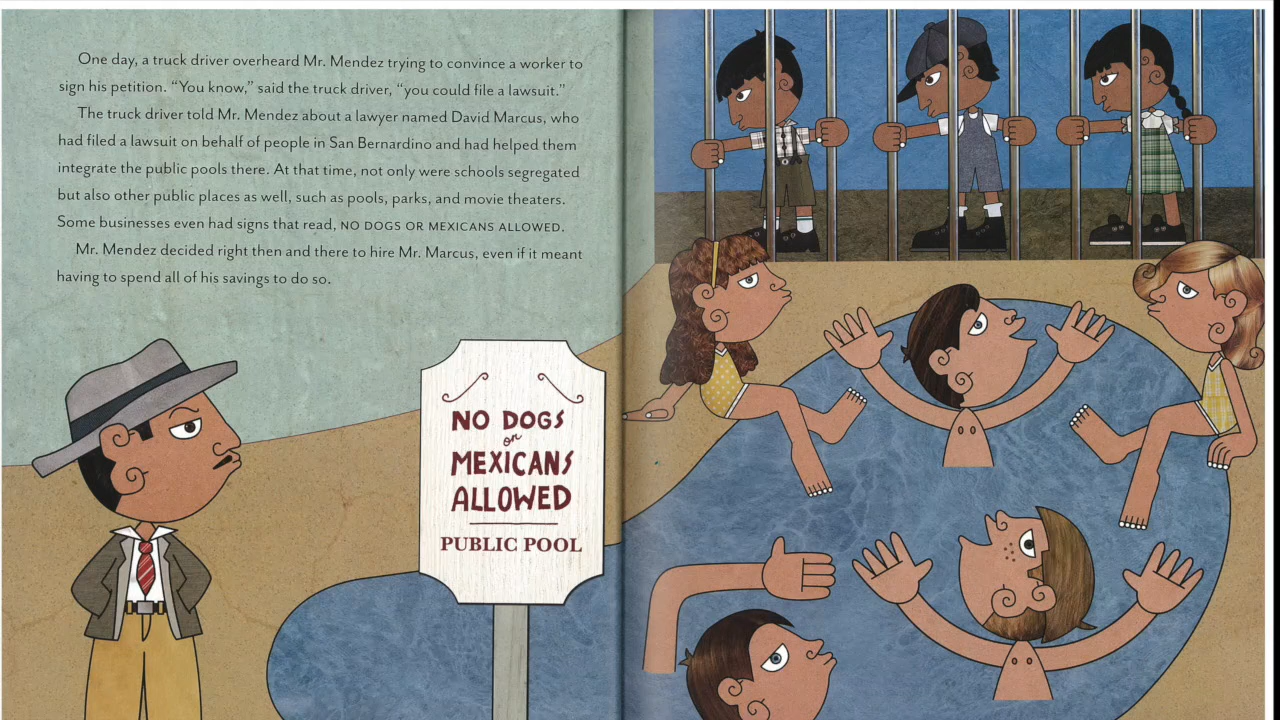 One day, a truck driver overheard Mr. Mendez trying to convince a worker to
sign his petition. “You know,” said the truck driver, “you could file a lawsuit.”
The truck driver told Mr. Mendez about a lawyer named David Marcus, who
had filed a lawsuit on behalf of people in San Bernardino and had helped them
integrate the public pools there. At that time, not only were schools segregated
but also other public places as well, such as pools, parks, and movie theaters.
Some businesses even had signs that read, NO DOGS OR MEXICANS ALLOWED.
Mr. Mendez decided right then and there to hire Mr. Marcus, even if it meant
having to spend all of his savings to do so.
NO DOGS
or
MEXICANS
ALLOWED
PUBLIC POOL